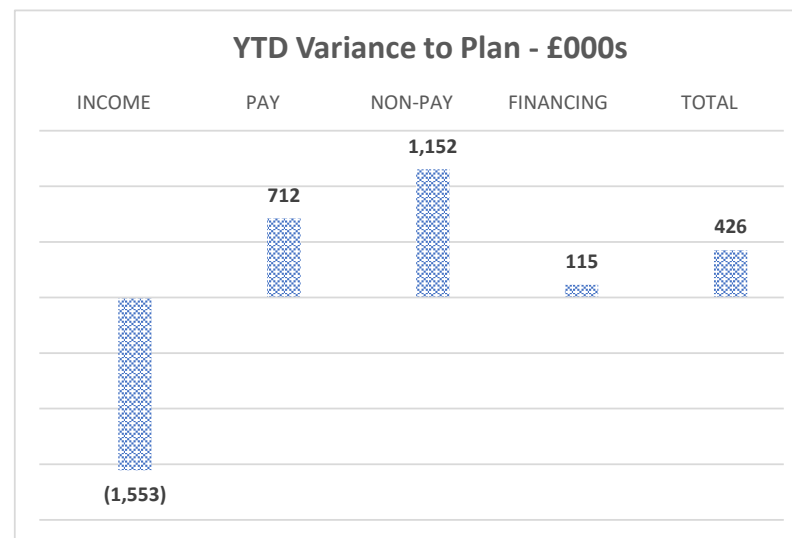 YTD Variance to Plan - £000s
INCOME PAY NON-PAY FINANCING TOTAL
1,152
712
426
115
(1,553)